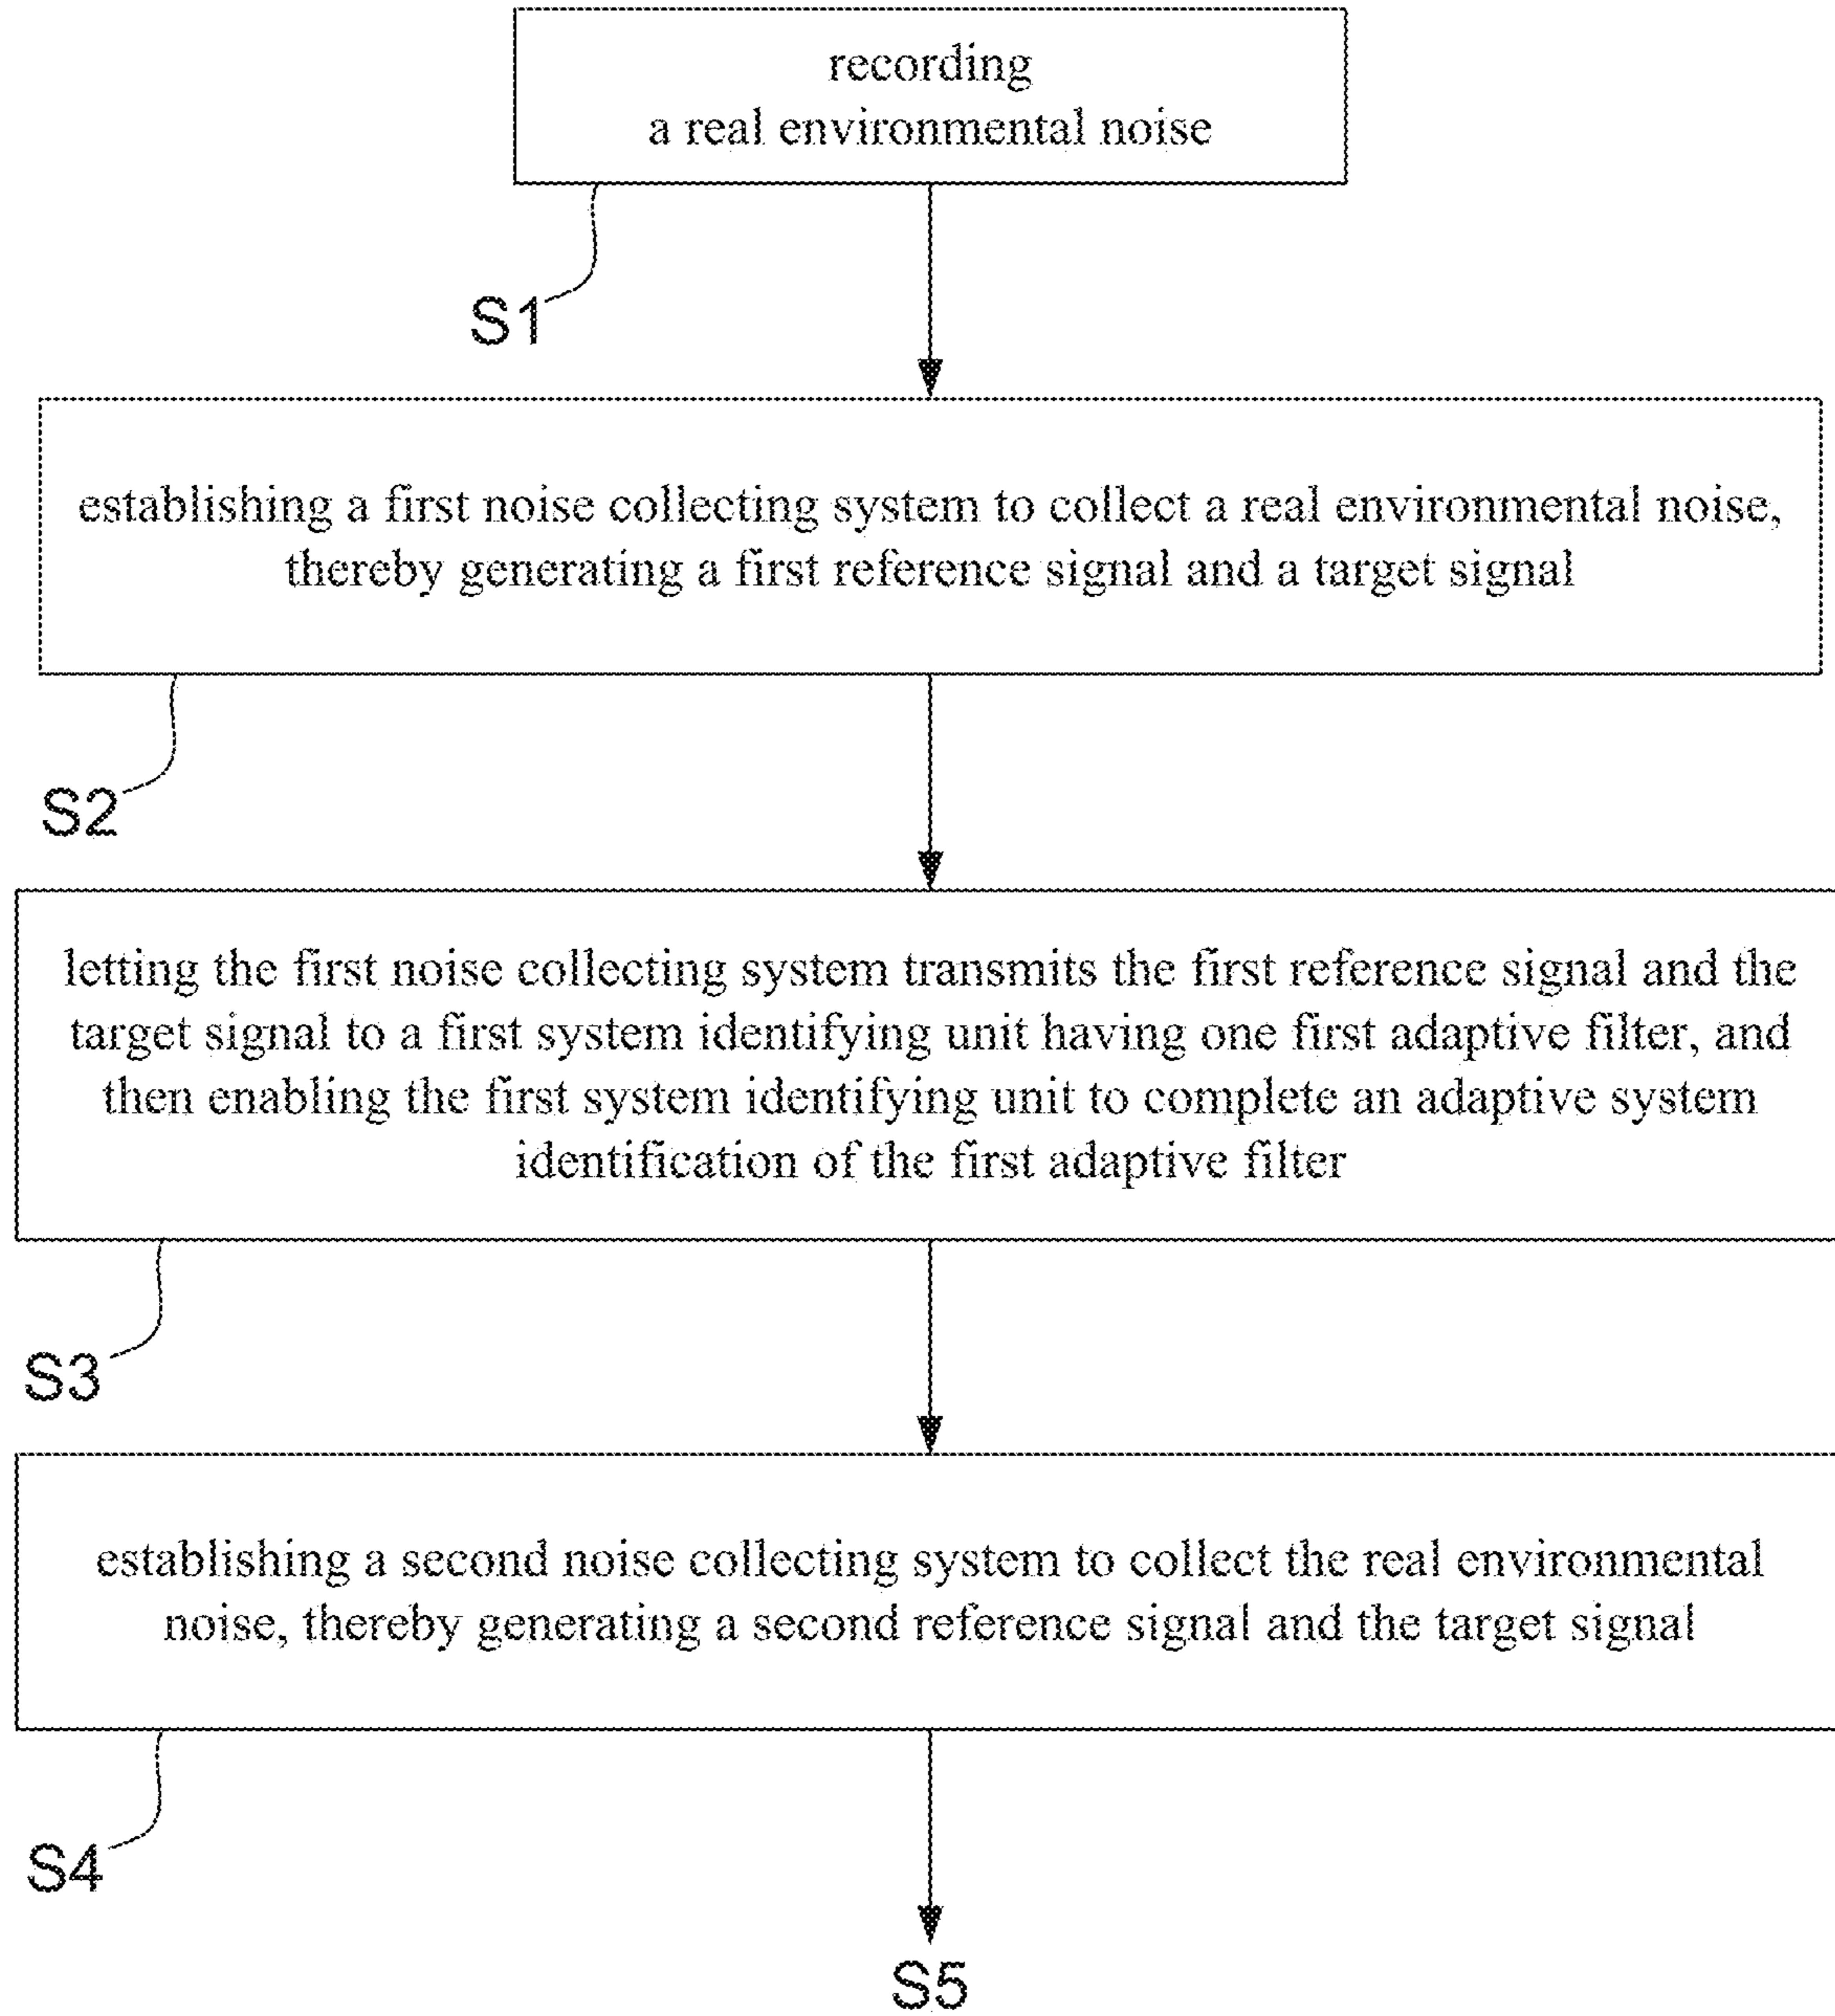 recording
a real environmental noise
S1
establishing a first noise collecting system to collect a real environmental noise,
thereby generating a first reference signal and a target signal
S2
letting the first noise collecting system transmits the first reference signal and the
target signal to a first system identifying unit having one first adaptive filter, and
then enabling the first system identifying unit to complete an adaptive system
identification of the first adaptive filter
S3
establishing a second noise collecting system to collect the real environmental
noise, thereby generating a second reference signal and the target signal
S4
S5